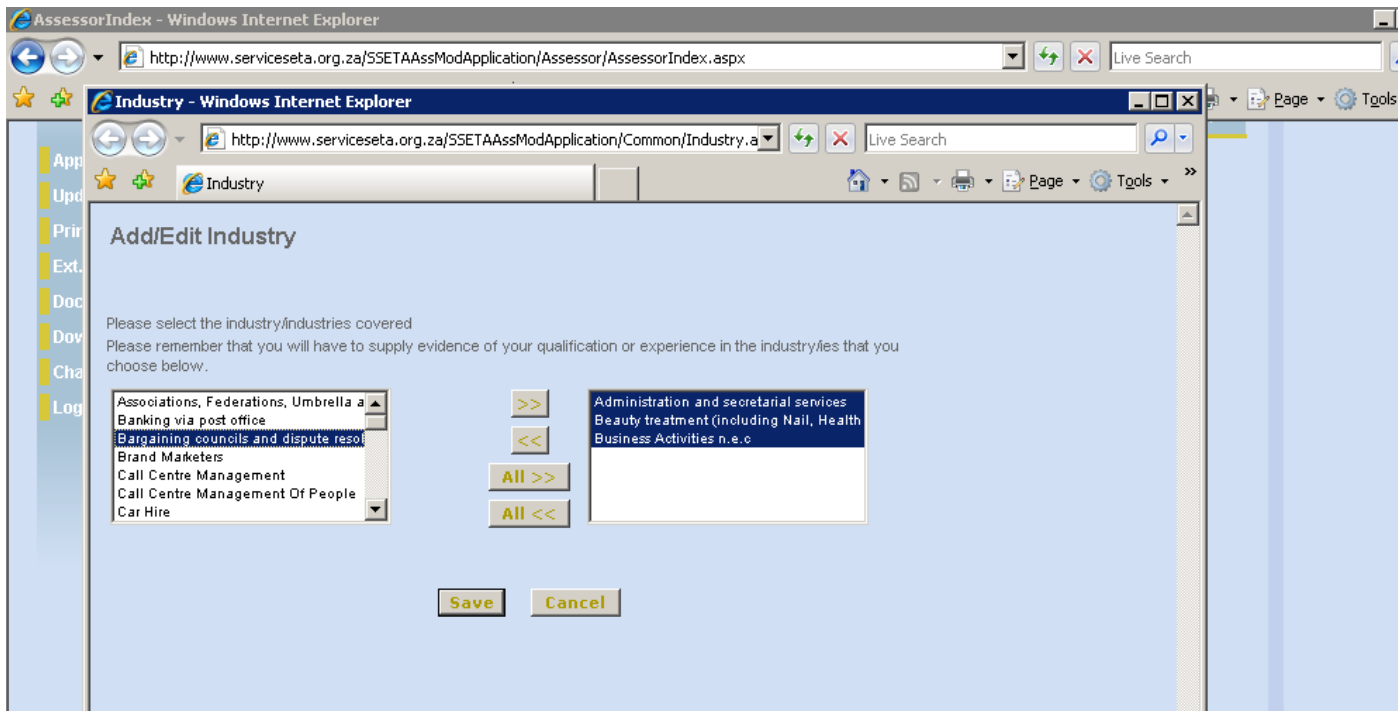 AssessorIndex - Windows Internet Explorer
http://www.serviceseta.org.za/SSETAAssModApplication/Assessor/AssessorIndex.aspx
Live Search
Page
Tools
Industry - Windows Internet Explorer
http://www.serviceseta.org.za/SSETAAssModApplication/Common/Industry.a
Live Search
Industry
Page
Tools
»
App
Upd
Prin
Ext.
Doc
Dov
Cha
Log
Add/Edit Industry
Please select the industry/industries covered
Please remember that you will have to supply evidence of your qualification or experience in the industry/ies that you
choose below.
Associations, Federations, Umbrella a
Banking via post office
Bargaining councils and dispute resol
Brand Marketers
Call Centre Management
Call Centre Management Of People
Car Hire
>>
<<
All >>
All <<
Administration and secretarial services
Beauty treatment (including Nail, Health
Business Activities n.e.c
Save
Cancel